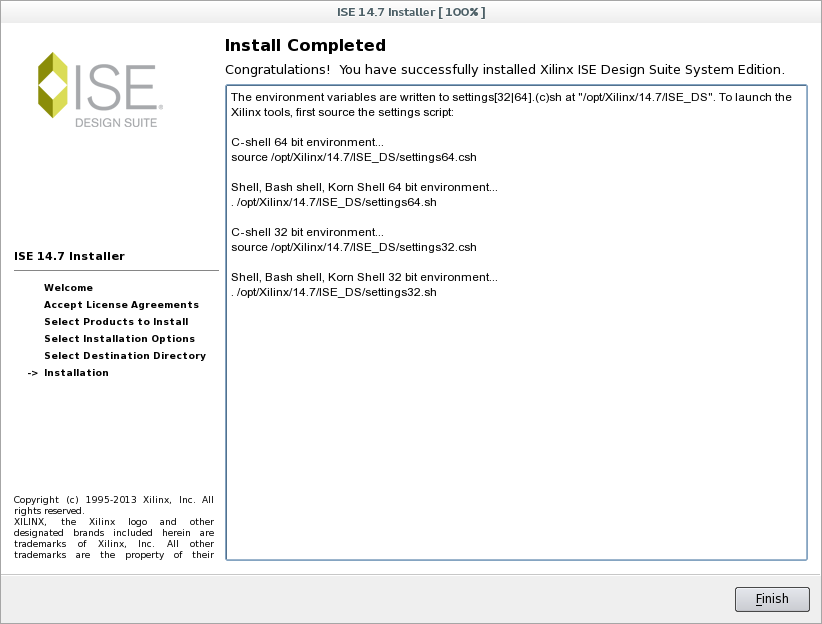 ISE 14.7 Installer [ 100% ]
ISE
DESIGN SUITE
Install Completed
Congratulations!  You have successfully installed Xilinx ISE Design Suite System Edition.
The environment variables are written to settings[32|64].(c)sh at "/opt/Xilinx/14.7/ISE_DS". To launch the
Xilinx tools, first source the settings script:
C-shell 64 bit environment...
source /opt/Xilinx/14.7/ISE_DS/settings64.csh
Shell, Bash shell, Korn Shell 64 bit environment...
. /opt/Xilinx/14.7/ISE_DS/settings64.sh
C-shell 32 bit environment...
source /opt/Xilinx/14.7/ISE_DS/settings32.csh
Shell, Bash shell, Korn Shell 32 bit environment...
. /opt/Xilinx/14.7/ISE_DS/settings32.sh
ISE 14.7 Installer
Welcome
Accept License Agreements
Select Products to Install
Select Installation Options
Select Destination Directory
-> Installation
Copyright (c) 1995-2013 Xilinx, Inc. All
rights reserved.
XILINX, the Xilinx logo and other
designated brands included herein are
trademarks of Xilinx, Inc. All other
trademarks are the property of their
Finish